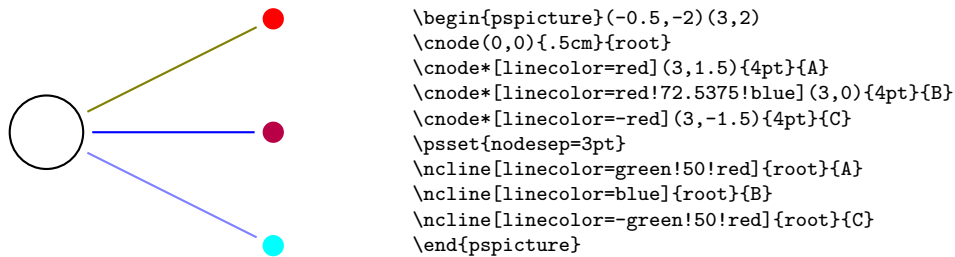 \begin{pspicture}(-0.5,-2)(3,2)
\cnode(0,0){.5cm}{root}
\cnode*[linecolor=red](3,1.5){4pt}{A}
\cnode*[linecolor=red!72.5375!blue](3,0){4pt}{B}
\cnode*[linecolor=-red](3,-1.5){4pt}{C}
\psset{nodesep=3pt}
\ncline[linecolor=green!50!red]{root}{A}
\ncline[linecolor=blue]{root}{B}
\ncline[linecolor=-green!50!red]{root}{C}
\end{pspicture}